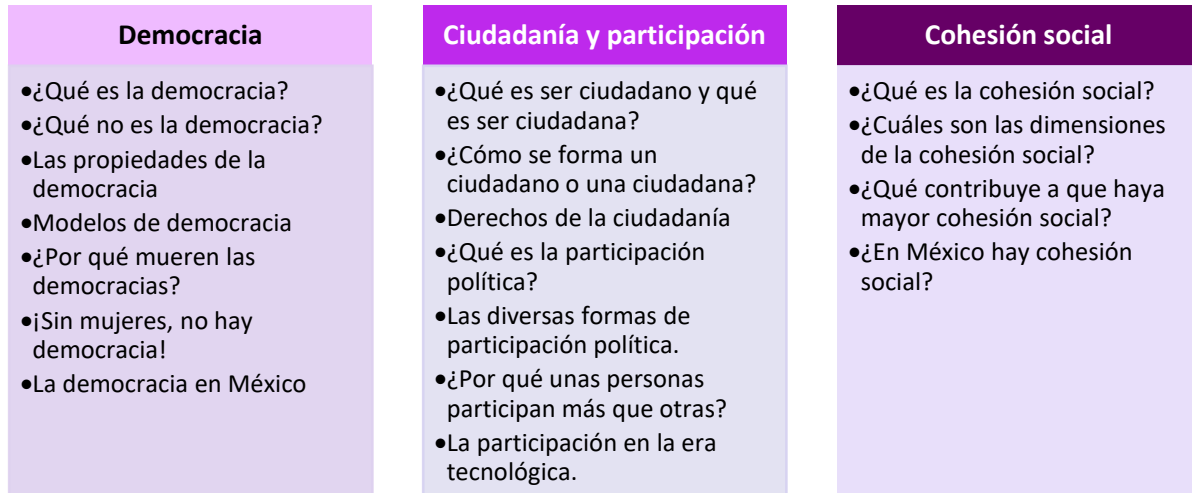 Democracia
•¿Qué es la democracia?
•¿Qué no es la democracia?
•Las propiedades de la
democracia
•Modelos de democracia
•¿Por qué mueren las
democracias?
•¡Sin mujeres, no hay
democracia!
•La democracia en México
Ciudadanía y participación
•¿Qué es ser ciudadano y qué
es ser ciudadana?
•¿Cómo se forma un
ciudadano o una ciudadana?
•Derechos de la ciudadanía
•¿Qué es la participación
política?
•Las diversas formas de
participación política.
•¿Por qué unas personas
participan más que otras?
•La participación en la era
tecnológica.
Cohesión social
•¿Qué es la cohesión social?
•¿Cuáles son las dimensiones
de la cohesión social?
•¿Qué contribuye a que haya
mayor cohesión social?
•¿En México hay cohesión
social?